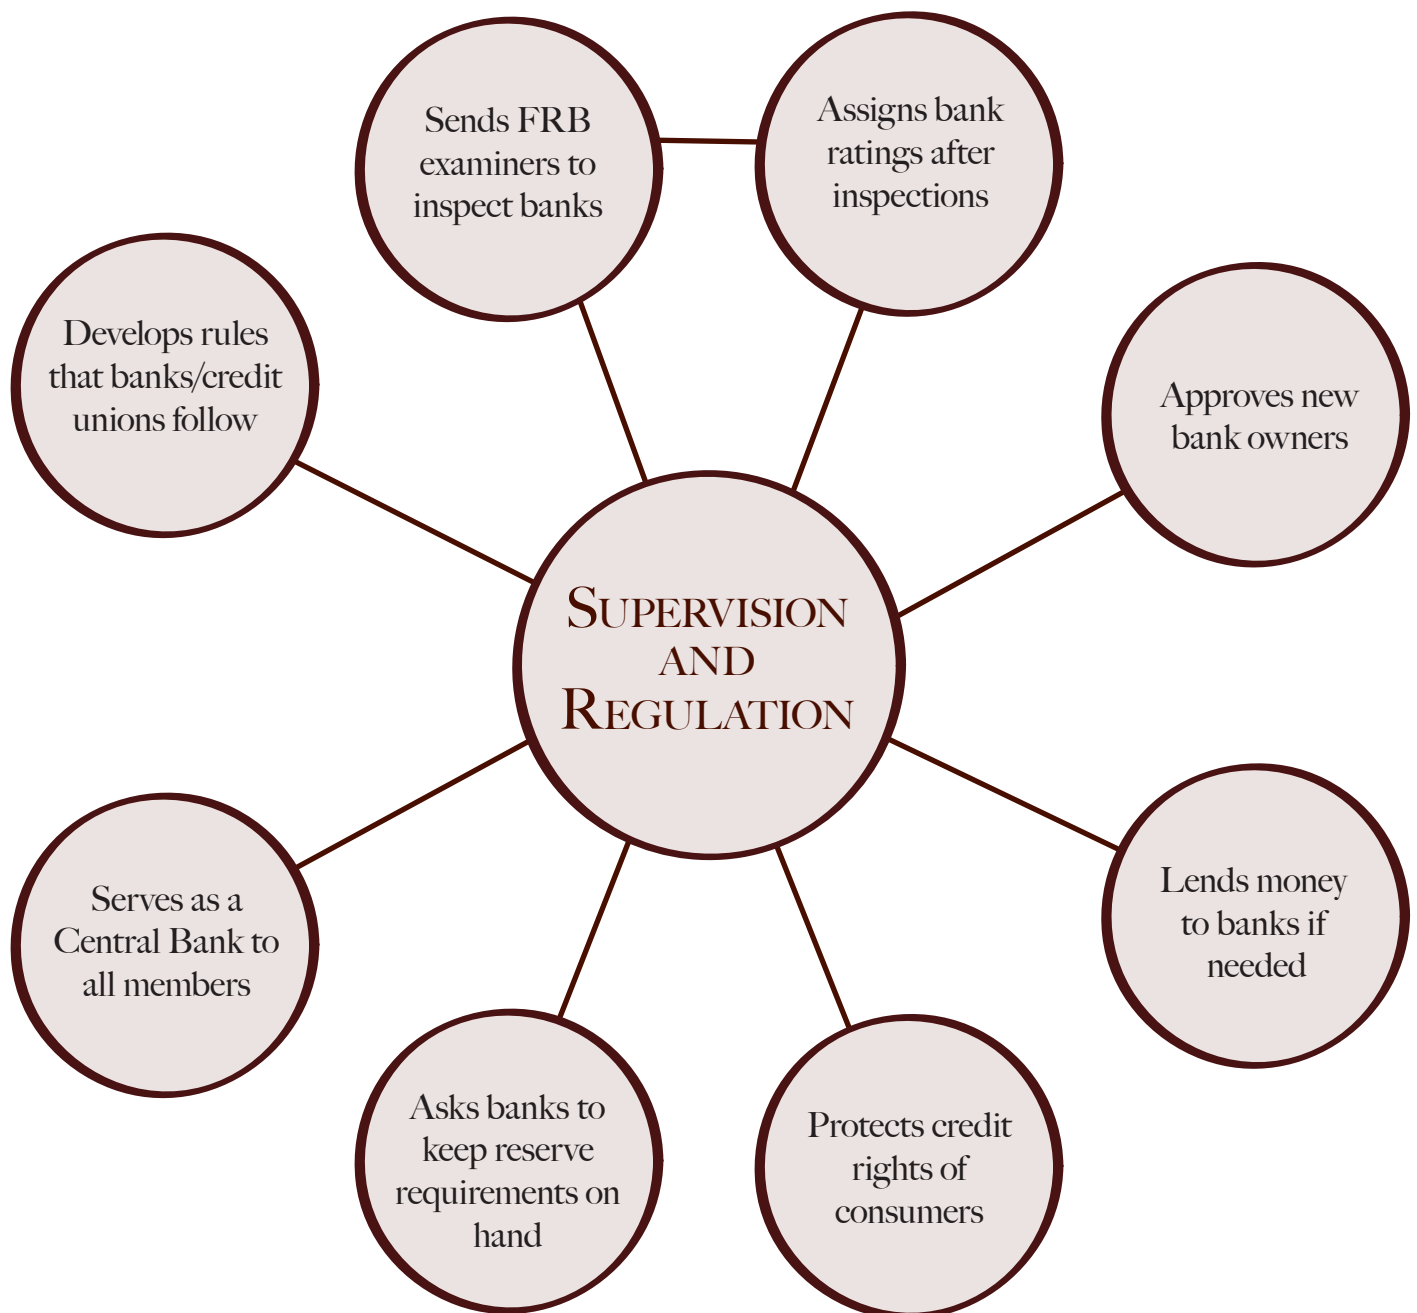 Sends FRB
examiners to
inspect banks
Assigns bank
ratings after
inspections
Develops rules
that banks/credit
unions follow
Approves new
bank owners
Supervision
and
Regulation
Serves as a
Central Bank to
all members
Lends money
to banks if
needed
Asks banks to
keep reserve
requirements on
hand
Protects credit
rights of
consumers